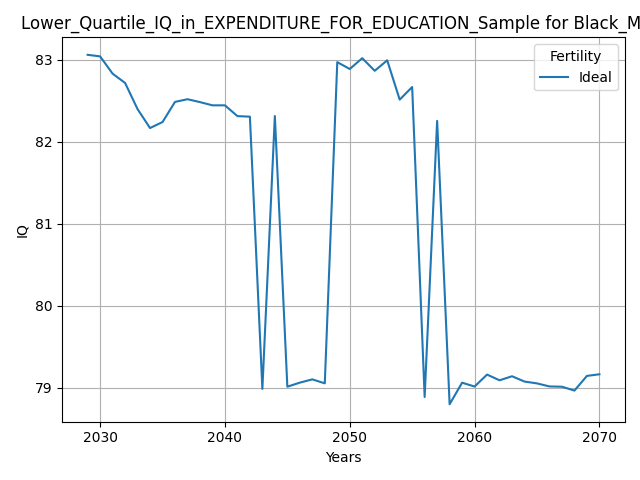 Lower_Quartile_IQ_in_EXPENDITURE_FOR_EDUCATION_Sample for Black_M
Fertility
Ideal
83
82
81
80
79
IQ
2030 2040 2050 2060 2070
Years